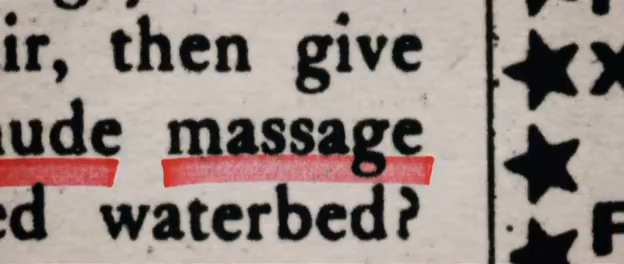 ir, then give
ude massage
ed waterbed?